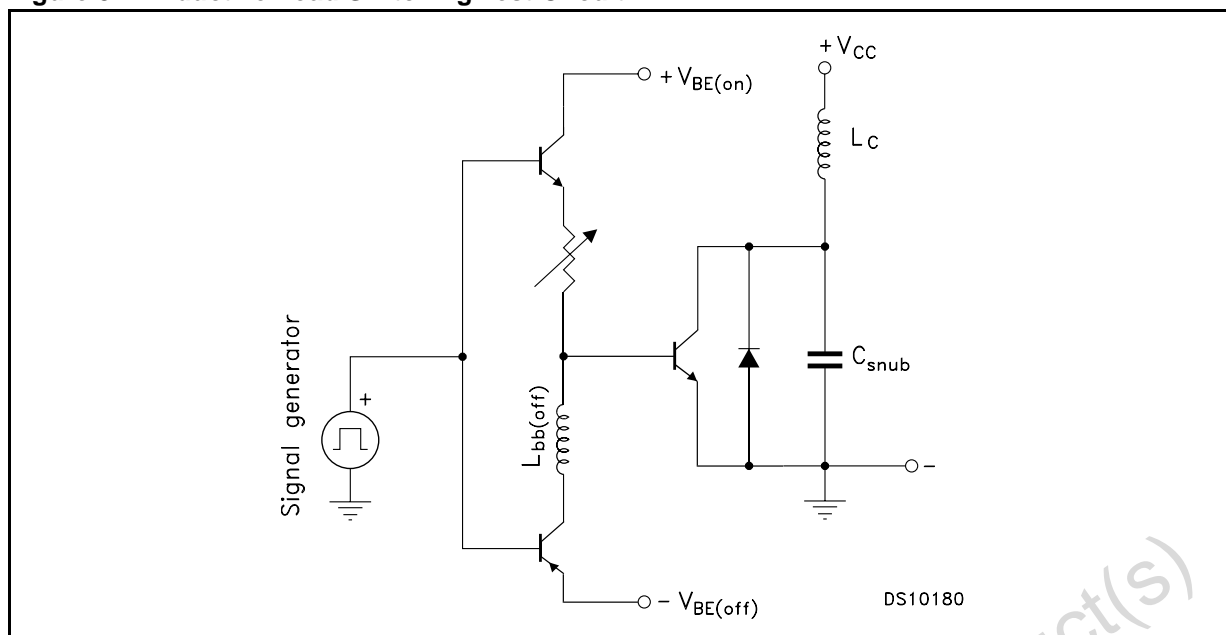 + V_CC
+ V_BE(on)
L_C
Signal generator
+
L_bb(off)
C_snub
-
- V_BE(off)
DS10180